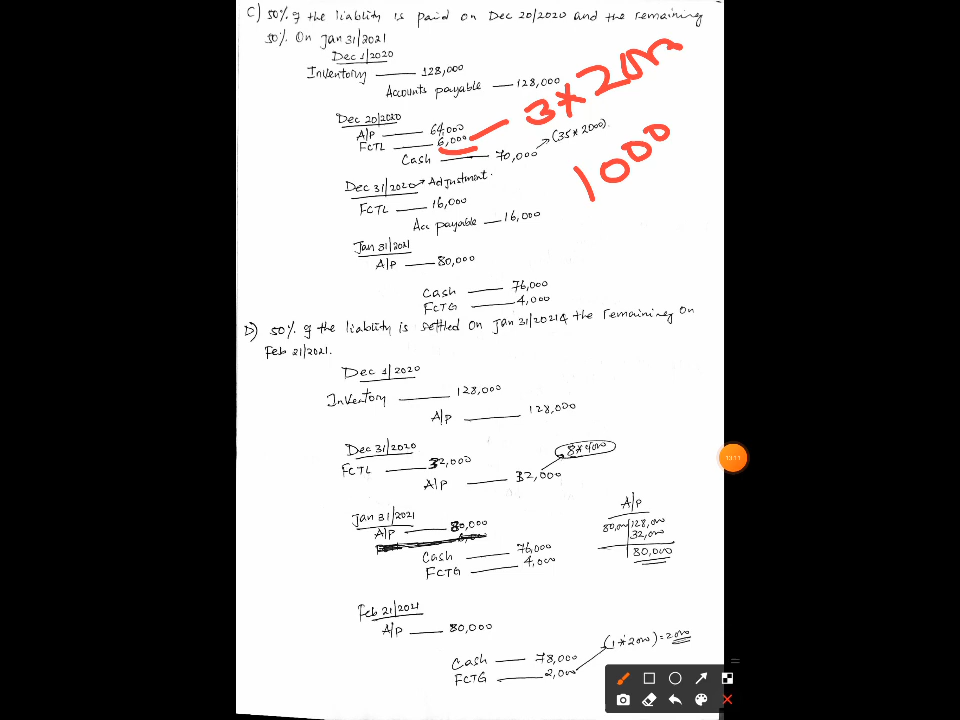 C) 50% of the liablity is paid on Dec 20/2020 and the remaining
50% On Jan 31/2021
Dec 1/2020
Inventory 128,000
Accounts payable 128,000
3*2000
Dec 20/2020
A/P 64,000
FCTL 6,000
Cash 70,000 (35*2000)
1000
Dec 31/2020 Adjustment.
FCTL 16,000
Acc payable 16,000
Jan 31/2021
A/P 80,000
Cash 76,000
FCTG 4,000
D) 50% of the liablity is settled on Jan 31/2021 & the remaining On
Feb 21/2021.
Dec 1/2020
Inventory 128,000
A/P 128,000
Dec 31/2020
FCTL 32,000 8*4000
A/P 32,000
Jan 31/2021
A/P 80,000
Cash 76,000
FCTG 4,000
A/P
80,000 128,000
32,000
80,000
Feb 21/2021
A/P 80,000
Cash 78,000 (1*2000)=2000
FCTG 2,000